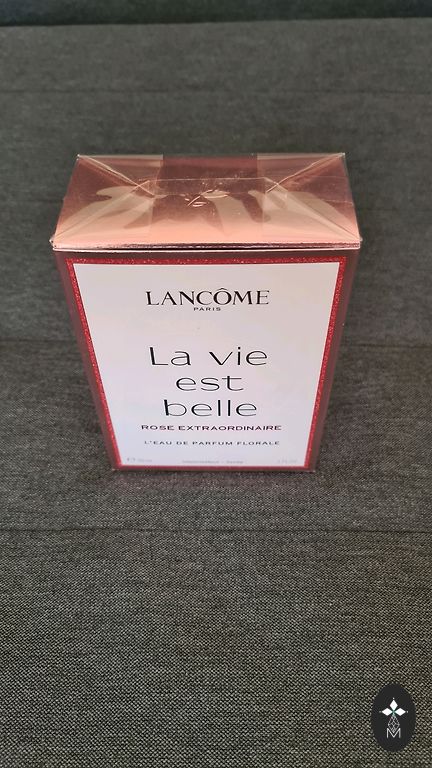 LANCÔME
PARIS
La vie
est
belle
ROSE EXTRAORDINAIRE
L'EAU DE PARFUM FLORALE
M